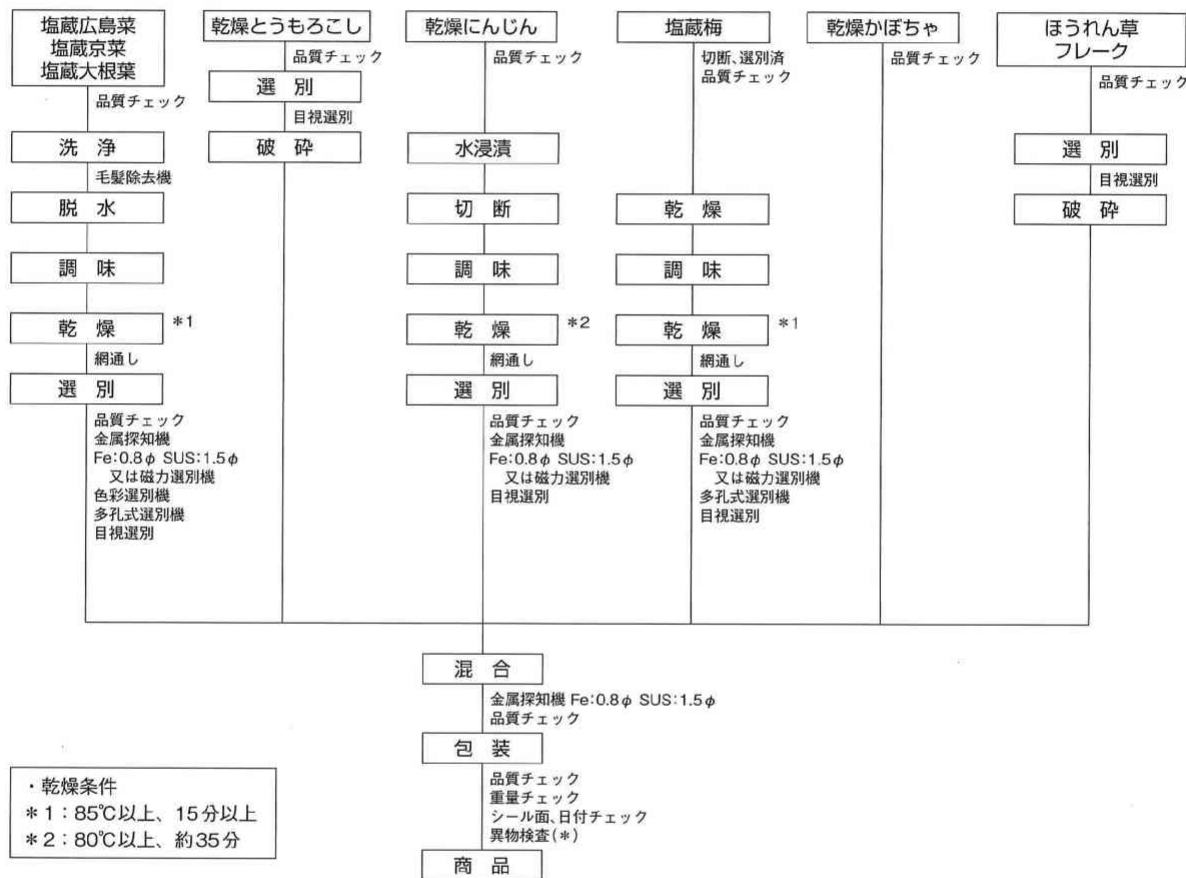 塩蔵広島菜
塩蔵京菜
塩蔵大根葉
品質チェック
洗 浄
毛髪除去機
脱 水
調 味
乾 燥 *1
網通し
選 別
品質チェック
金属探知機
Fe:0.8φ SUS:1.5φ
又は磁力選別機
色彩選別機
多孔式選別機
目視選別
乾燥とうもろこし
品質チェック
選 別
目視選別
破 砕
乾燥にんじん
品質チェック
水浸漬
切 断
調 味
乾 燥 *2
網通し
選 別
品質チェック
金属探知機
Fe:0.8φ SUS:1.5φ
又は磁力選別機
目視選別
塩蔵梅
切断、選別済
品質チェック
乾 燥
調 味
乾 燥 *1
網通し
選 別
品質チェック
金属探知機
Fe:0.8φ SUS:1.5φ
又は磁力選別機
多孔式選別機
目視選別
乾燥かぼちゃ
品質チェック
ほうれん草
フレーク
品質チェック
選 別
目視選別
破 砕
混 合
金属探知機 Fe:0.8φ SUS:1.5φ
品質チェック
包 装
品質チェック
重量チェック
シール面、日付チェック
異物検査(*)
商 品
・乾燥条件
*1:85℃以上、15分以上
*2:80℃以上、約35分